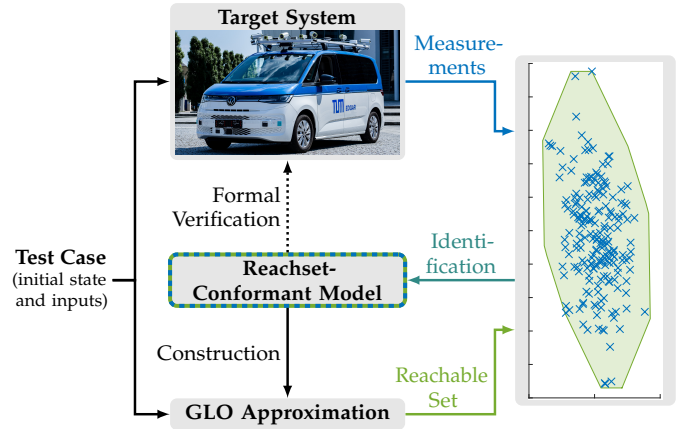 Target System
TUM
EDGAR
Measure-
ments
Formal
Verification
Test Case
(initial state
and inputs)
Reachset-
Conformant Model
Identi-
fication
Construction
Reachable
Set
GLO Approximation